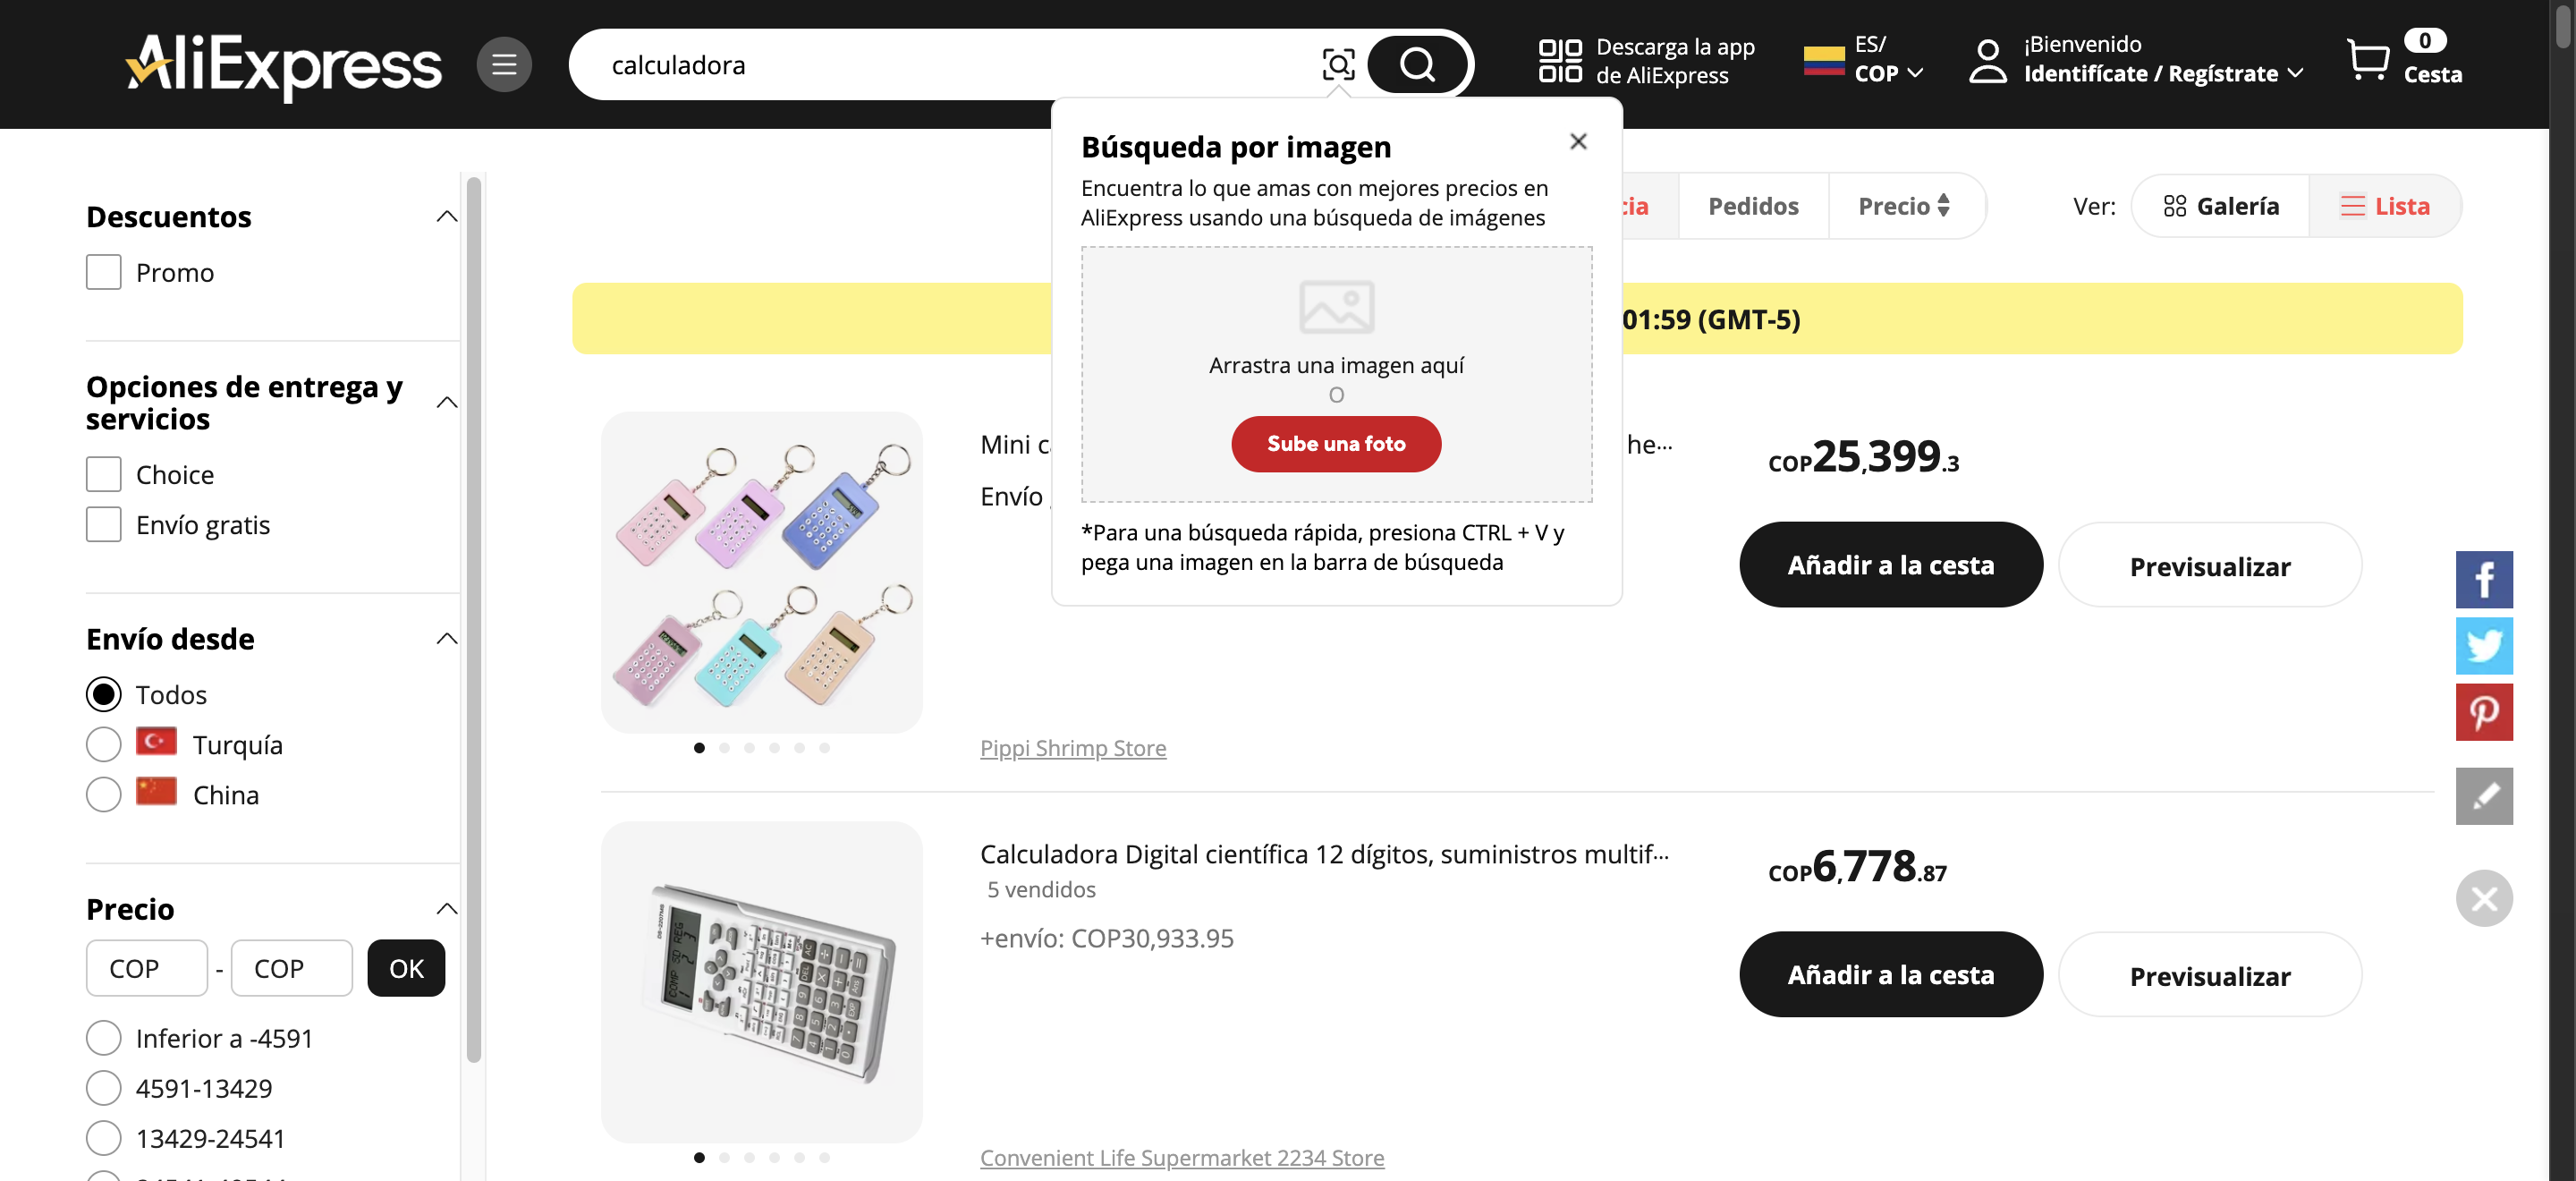 AliExpress
calculadora
Descarga la app
de AliExpress
ES/
COP
¡Bienvenido
Identifícate / Regístrate
0
Cesta
Búsqueda por imagen
Encuentra lo que amas con mejores precios en
AliExpress usando una búsqueda de imágenes
Arrastra una imagen aquí
O
Sube una foto
*Para una búsqueda rápida, presiona CTRL + V y
pega una imagen en la barra de búsqueda
Descuentos
Promo
Opciones de entrega y
servicios
Choice
Envío gratis
Envío desde
Todos
Turquía
China
Precio
COP - COP OK
Inferior a -4591
4591-13429
13429-24541
cia
Pedidos
Precio
Ver:
Galería
Lista
01:59 (GMT-5)
Mini ca
he...
Envío
COP25,399.3
Añadir a la cesta
Previsualizar
Pippi Shrimp Store
Calculadora Digital científica 12 dígitos, suministros multif...
5 vendidos
+envío: COP30,933.95
COP6,778.87
Añadir a la cesta
Previsualizar
Convenient Life Supermarket 2234 Store